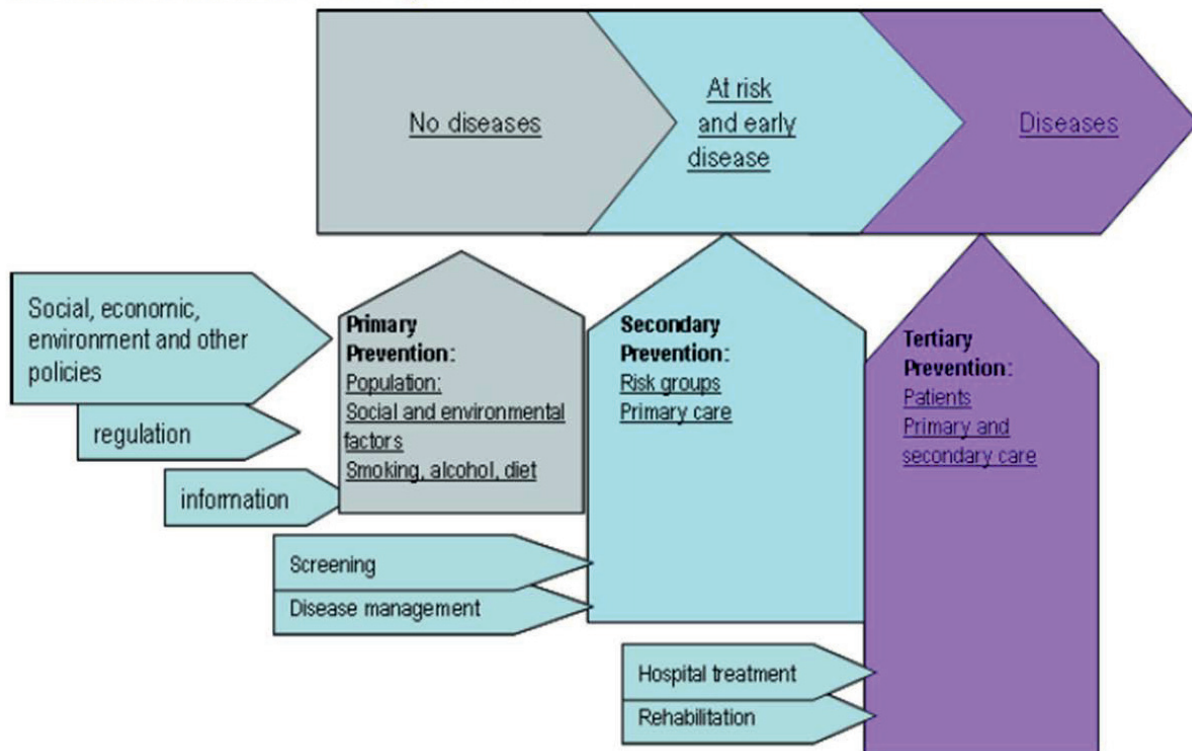 No diseases
At risk
and early
disease
Diseases
Social, economic,
environment and other
policies
regulation
information
Primary
Prevention:
Population:
Social and environmental
factors
Smoking, alcohol, diet
Secondary
Prevention:
Risk groups
Primary care
Tertiary
Prevention:
Patients
Primary and
secondary care
Screening
Disease management
Hospital treatment
Rehabilitation